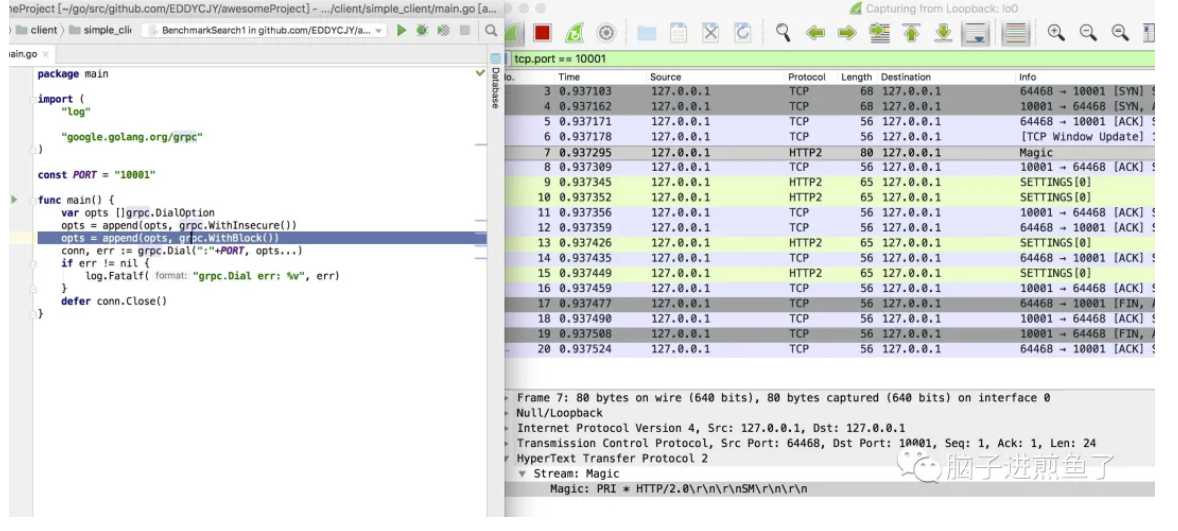 meProject [~/go/src/github.com/EDDYCJY/awesomeProject] - .../client/simple_client/main.go [a...
client
simple_cli
BenchmarkSearch1 in github.com/EDDYCJY/a...
ain.go
package main
import (
"log"
"google.golang.org/grpc"
)
const PORT = "10001"
func main() {
var opts []grpc.DialOption
opts = append(opts, grpc.WithInsecure())
opts = append(opts, grpc.WithBlock())
conn, err := grpc.Dial(":"+PORT, opts...)
if err != nil {
log.Fatalf( format: "grpc.Dial err: %v", err)
}
defer conn.Close()
}
Database
Capturing from Loopback: lo0
tcp.port == 10001
o. Time Source Protocol Length Destination Info
3 0.937103 127.0.0.1 TCP 68 127.0.0.1 64468 → 10001 [SYN] S
4 0.937162 127.0.0.1 TCP 68 127.0.0.1 10001 → 64468 [SYN, A
5 0.937171 127.0.0.1 TCP 56 127.0.0.1 64468 → 10001 [ACK] S
6 0.937178 127.0.0.1 TCP 56 127.0.0.1 [TCP Window Update] 1
7 0.937295 127.0.0.1 HTTP2 80 127.0.0.1 Magic
8 0.937309 127.0.0.1 TCP 56 127.0.0.1 10001 → 64468 [ACK] S
9 0.937345 127.0.0.1 HTTP2 65 127.0.0.1 SETTINGS[0]
10 0.937352 127.0.0.1 HTTP2 65 127.0.0.1 SETTINGS[0]
11 0.937356 127.0.0.1 TCP 56 127.0.0.1 10001 → 64468 [ACK] S
12 0.937359 127.0.0.1 TCP 56 127.0.0.1 64468 → 10001 [ACK] S
13 0.937426 127.0.0.1 HTTP2 65 127.0.0.1 SETTINGS[0]
14 0.937435 127.0.0.1 TCP 56 127.0.0.1 64468 → 10001 [ACK] S
15 0.937449 127.0.0.1 HTTP2 65 127.0.0.1 SETTINGS[0]
16 0.937459 127.0.0.1 TCP 56 127.0.0.1 10001 → 64468 [ACK] S
17 0.937477 127.0.0.1 TCP 56 127.0.0.1 64468 → 10001 [FIN, A
18 0.937490 127.0.0.1 TCP 56 127.0.0.1 10001 → 64468 [ACK] S
19 0.937508 127.0.0.1 TCP 56 127.0.0.1 10001 → 64468 [FIN, A
20 0.937524 127.0.0.1 TCP 56 127.0.0.1 64468 → 10001 [ACK] S
Frame 7: 80 bytes on wire (640 bits), 80 bytes captured (640 bits) on interface 0
Null/Loopback
Internet Protocol Version 4, Src: 127.0.0.1, Dst: 127.0.0.1
Transmission Control Protocol, Src Port: 64468, Dst Port: 10001, Seq: 1, Ack: 1, Len: 24
HyperText Transfer Protocol 2
Stream: Magic
Magic: PRI * HTTP/2.0\r\n\r\nSM\r\n\r\n
脑子进煎鱼了